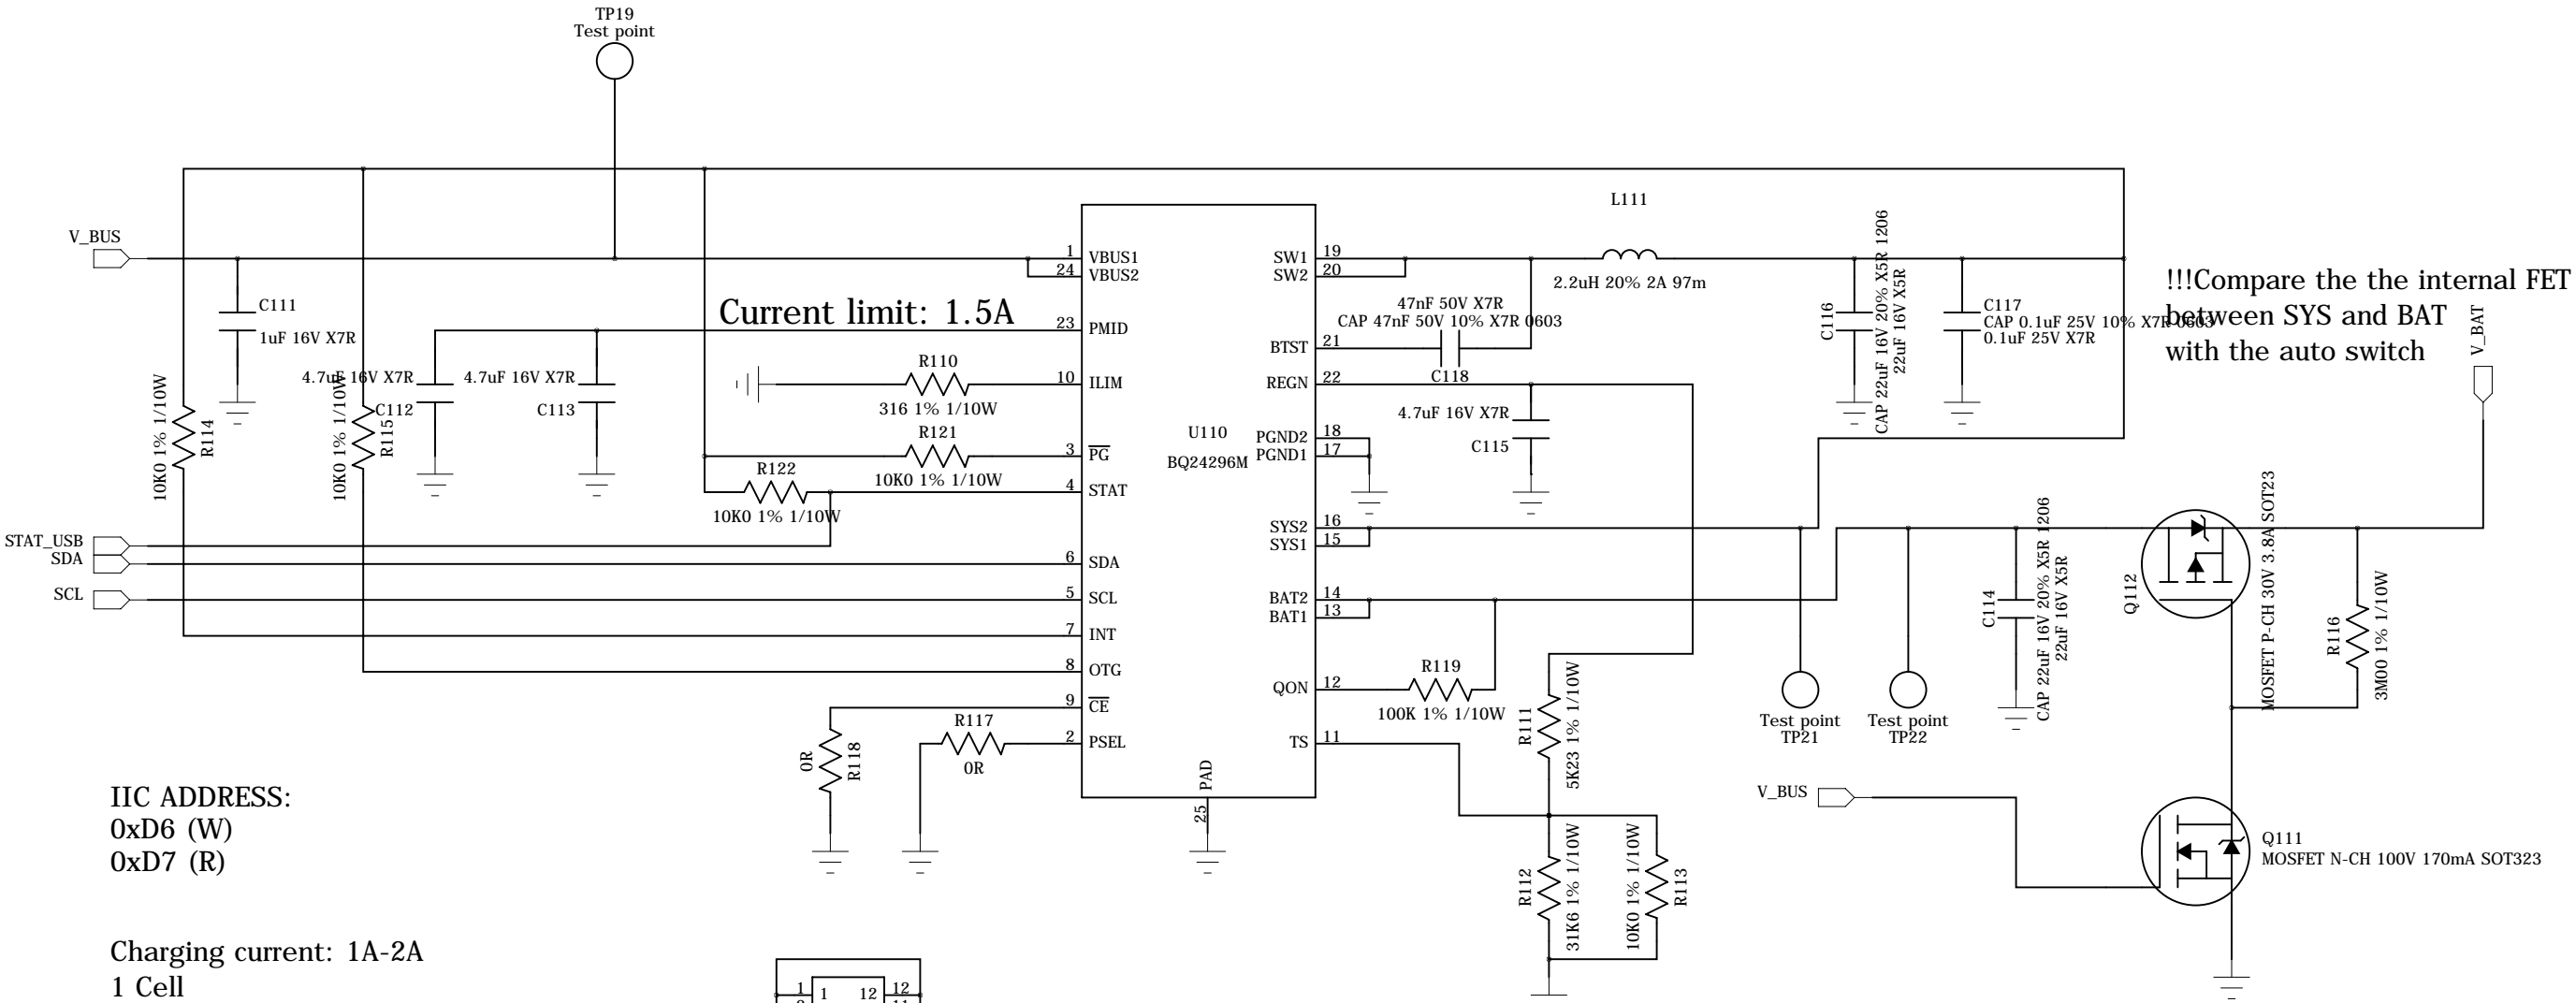 TP19
Test point
L111
V_BUS
1
VBUS1
24
VBUS2
SW1
19
SW2
20
2.2uH 20% 2A 97m
C111
1uF 16V X7R
Current limit: 1.5A
23
PMID
47nF 50V X7R
CAP 47nF 50V 10% X7R 0603
BTST
21
C118
C116
CAP 22uF 16V 20% X5R 1206
22uF 16V X5R
C117
CAP 0.1uF 25V 10% X7R 0603
0.1uF 25V X7R
!!!Compare the the internal FET
between SYS and BAT
with the auto switch
V_BAT
4.7uF 16V X7R
C112
4.7uF 16V X7R
C113
R110
316 1% 1/10W
10
ILIM
REGN
22
4.7uF 16V X7R
C115
10K0 1% 1/10W
R114
10K0 1% 1/10W
R115
R121
10K0 1% 1/10W
3
PG
R122
10K0 1% 1/10W
4
STAT
U110
BQ24296M
PGND2
18
PGND1
17
STAT_USB
SDA
SCL
6
SDA
5
SCL
7
INT
8
OTG
9
CE
2
PSEL
SYS2
16
SYS1
15
BAT2
14
BAT1
13
QON
12
TS
11
R119
100K 1% 1/10W
R111
5K23 1% 1/10W
Test point
TP21
Test point
TP22
C114
CAP 22uF 16V 20% X5R 1206
22uF 16V X5R
Q112
MOSFET P-CH 30V 3.8A SOT23
R116
3M00 1% 1/10W
0R
R118
R117
0R
PAD
25
V_BUS
R112
31K6 1% 1/10W
10K0 1% 1/10W
R113
Q111
MOSFET N-CH 100V 170mA SOT323
IIC ADDRESS:
0xD6 (W)
0xD7 (R)
Charging current: 1A-2A
1 Cell
1
1
12
12